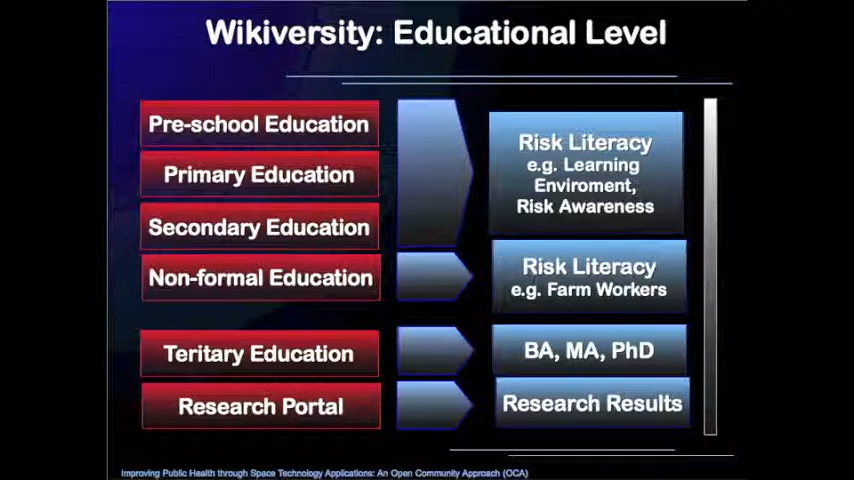 Wikiversity: Educational Level
Pre-school Education
Primary Education
Secondary Education
Non-formal Education
Teritary Education
Research Portal
Risk Literacy
e.g. Learning
Enviroment,
Risk Awareness
Risk Literacy
e.g. Farm Workers
BA, MA, PhD
Research Results
Improving Public Health through Space Technology Applications: An Open Community Approach (OCA)